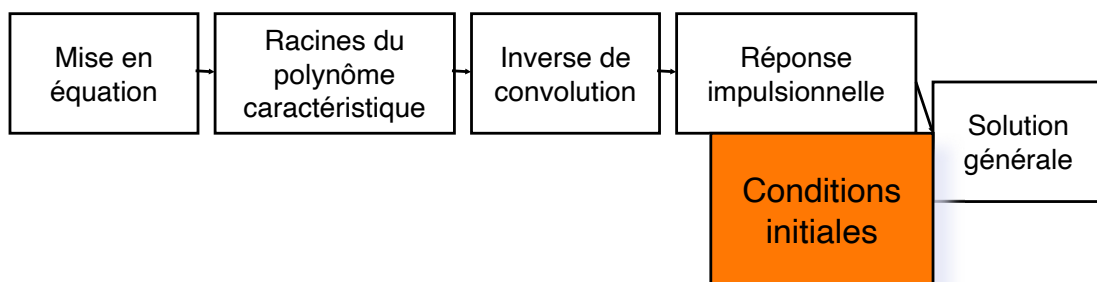 Mise en
équation
Racines du
polynôme
caractéristique
Inverse de
convolution
Réponse
impulsionnelle
Solution
générale
Conditions
initiales